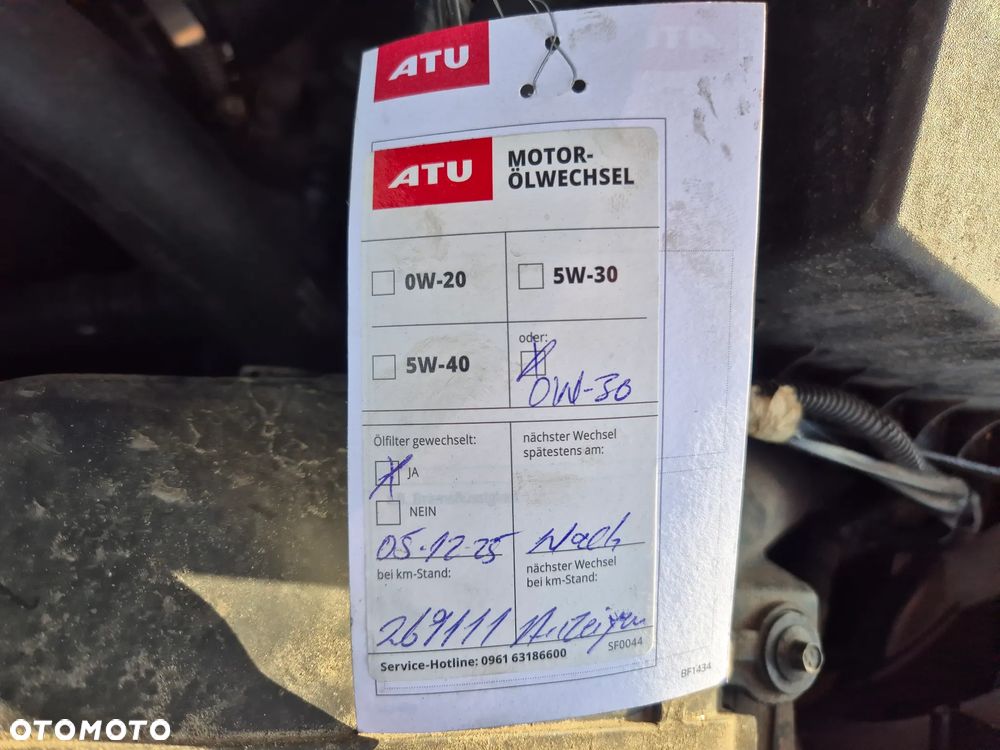 ATU
ATU
MOTOR-
ÖLWECHSEL
0W-20
5W-30
5W-40
oder:
0W-30
Ölfilter gewechselt:
JA
NEIN
nächster Wechsel
spätestens am:
05.12.25
Nach
bei km-Stand:
nächster Wechsel
bei km-Stand:
269111
Anzeige
SF0044
Service-Hotline: 0961 63186600
BF1434
OTOMOTO